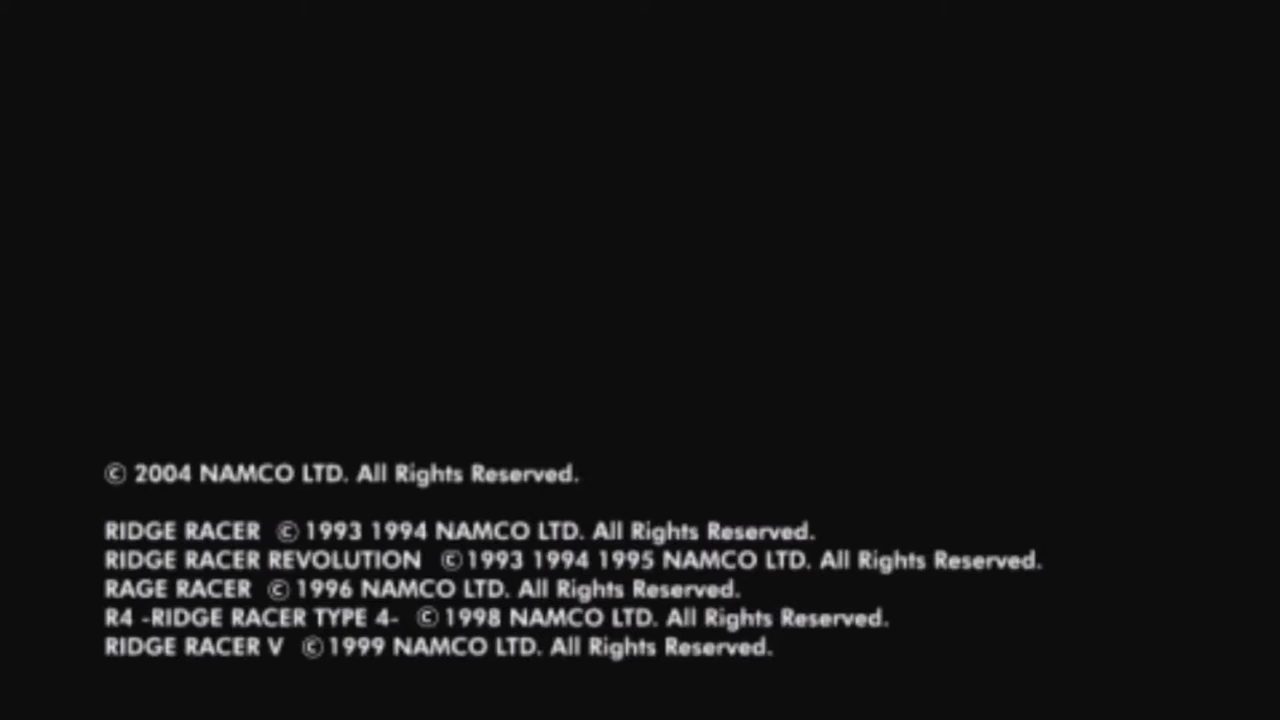 © 2004 NAMCO LTD. All Rights Reserved.
RIDGE RACER © 1993 1994 NAMCO LTD. All Rights Reserved.
RIDGE RACER REVOLUTION © 1993 1994 1995 NAMCO LTD. All Rights Reserved.
RAGE RACER © 1996 NAMCO LTD. All Rights Reserved.
R4 -RIDGE RACER TYPE 4- © 1998 NAMCO LTD. All Rights Reserved.
RIDGE RACER V © 1999 NAMCO LTD. All Rights Reserved.